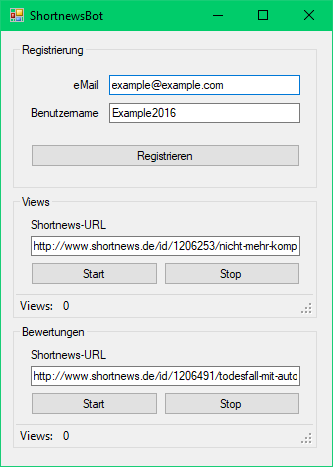 ShortnewsBot
Registrierung
eMail example@example.com
Benutzername Example2016
Registrieren
Views
Shortnews-URL
http://www.shortnews.de/id/1206253/nicht-mehr-komp
Start Stop
Views: 0
Bewertungen
Shortnews-URL
http://www.shortnews.de/id/1206491/todesfall-mit-auto
Start Stop
Views: 0